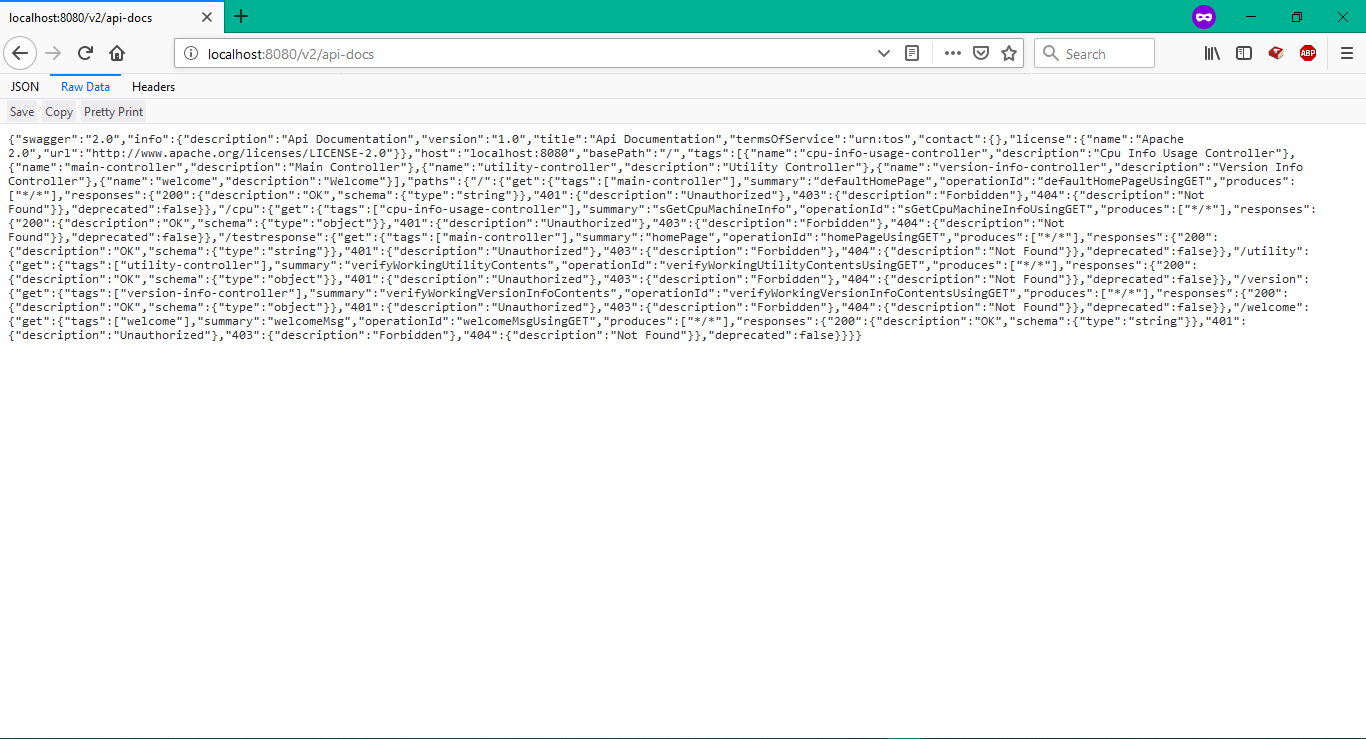 localhost:8080/v2/api-docs
localhost:8080/v2/api-docs
Search
ABP
JSON Raw Data Headers
Save Copy Pretty Print
{"swagger":"2.0","info":{"description":"Api Documentation","version":"1.0","title":"Api Documentation","termsOfService":"urn:tos","contact":{},"license":{"name":"Apache
2.0","url":"http://www.apache.org/licenses/LICENSE-2.0"}},"host":"localhost:8080","basePath":"/","tags":[{"name":"cpu-info-usage-controller","description":"Cpu Info Usage Controller"},
{"name":"main-controller","description":"Main Controller"},{"name":"utility-controller","description":"Utility Controller"},{"name":"version-info-controller","description":"Version Info
Controller"},{"name":"welcome","description":"Welcome"}],"paths":{"/":{"get":{"tags":["main-controller"],"summary":"defaultHomePage","operationId":"defaultHomePageUsingGET","produces":
["*/*"],"responses":{"200":{"description":"OK","schema":{"type":"string"}},"401":{"description":"Unauthorized"},"403":{"description":"Forbidden"},"404":{"description":"Not
Found"}},"deprecated":false}},"/cpu":{"get":{"tags":["cpu-info-usage-controller"],"summary":"sGetCpuMachineInfo","operationId":"sGetCpuMachineInfoUsingGET","produces":["*/*"],"responses":
{"200":{"description":"OK","schema":{"type":"object"}},"401":{"description":"Unauthorized"},"403":{"description":"Forbidden"},"404":{"description":"Not
Found"}},"deprecated":false}},"/testresponse":{"get":{"tags":["main-controller"],"summary":"homePage","operationId":"homePageUsingGET","produces":["*/*"],"responses":{"200":
{"description":"OK","schema":{"type":"string"}},"401":{"description":"Unauthorized"},"403":{"description":"Forbidden"},"404":{"description":"Not Found"}},"deprecated":false}},"/utility":
{"get":{"tags":["utility-controller"],"summary":"verifyWorkingUtilityContents","operationId":"verifyWorkingUtilityContentsUsingGET","produces":["*/*"],"responses":{"200":
{"description":"OK","schema":{"type":"object"}},"401":{"description":"Unauthorized"},"403":{"description":"Forbidden"},"404":{"description":"Not Found"}},"deprecated":false}},"/version":
{"get":{"tags":["version-info-controller"],"summary":"verifyWorkingVersionInfoContents","operationId":"verifyWorkingVersionInfoContentsUsingGET","produces":["*/*"],"responses":{"200":
{"description":"OK","schema":{"type":"object"}},"401":{"description":"Unauthorized"},"403":{"description":"Forbidden"},"404":{"description":"Not Found"}},"deprecated":false}},"/welcome":
{"get":{"tags":["welcome"],"summary":"welcomeMsg","operationId":"welcomeMsgUsingGET","produces":["*/*"],"responses":{"200":{"description":"OK","schema":{"type":"string"}},"401":
{"description":"Unauthorized"},"403":{"description":"Forbidden"},"404":{"description":"Not Found"}},"deprecated":false}}}}